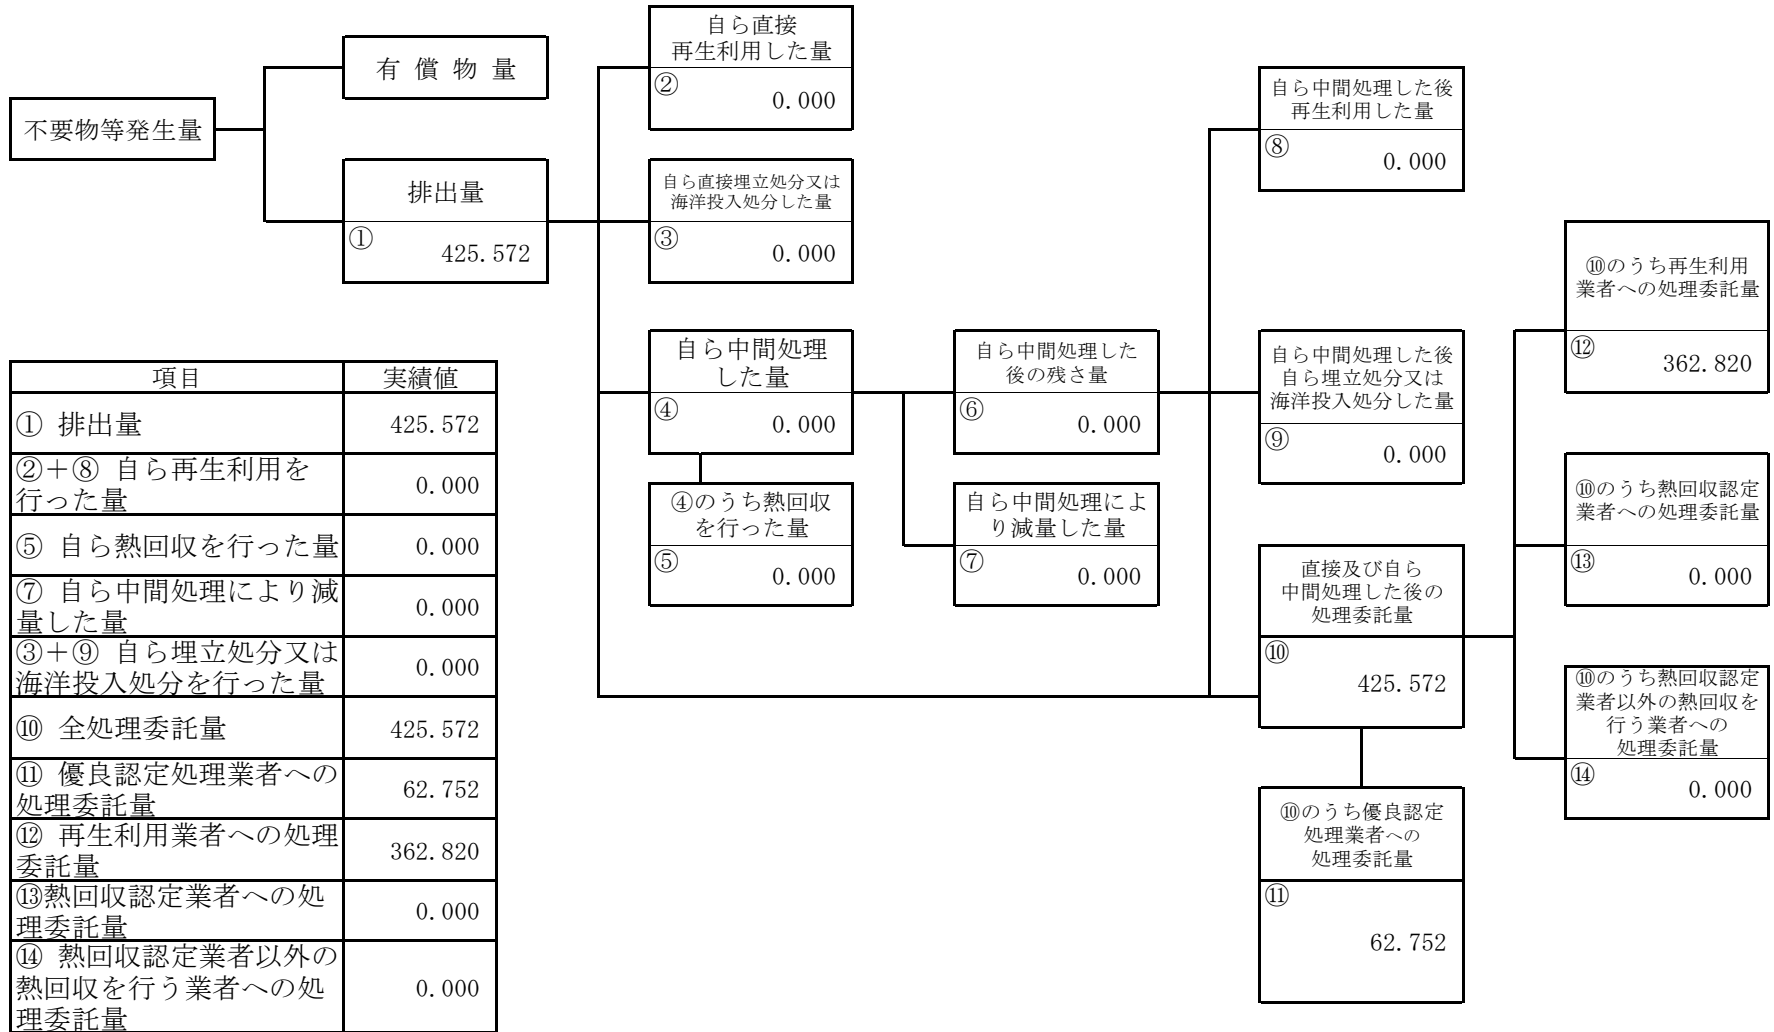 不要物等発生量
有償物量
排出量
①
425.572
自ら直接
再生利用した量
②
0.000
自ら直接埋立処分又は
海洋投入処分した量
③
0.000
自ら中間処理
した量
④
0.000
④のうち熱回収
を行った量
⑤
0.000
自ら中間処理した
後の残さ量
⑥
0.000
自ら中間処理によ
り減量した量
⑦
0.000
自ら中間処理した後
再生利用した量
⑧
0.000
自ら中間処理した後
自ら埋立処分又は
海洋投入処分した量
⑨
0.000
直接及び自ら
中間処理した後の
処理委託量
⑩
425.572
⑩のうち優良認定
処理業者への
処理委託量
⑪
62.752
⑩のうち再生利用
業者への処理委託量
⑫
362.820
⑩のうち熱回収認定
業者への処理委託量
⑬
0.000
⑩のうち熱回収認定
業者以外の熱回収を
行う業者への
処理委託量
⑭
0.000
項目 実績値
① 排出量 425.572
②＋⑧ 自ら再生利用を
行った量 0.000
⑤ 自ら熱回収を行った量 0.000
⑦ 自ら中間処理により減
量した量 0.000
③＋⑨ 自ら埋立処分又は
海洋投入処分を行った量 0.000
⑩ 全処理委託量 425.572
⑪ 優良認定処理業者への
処理委託量 62.752
⑫ 再生利用業者への処理
委託量 362.820
⑬熱回収認定業者への処
理委託量 0.000
⑭ 熱回収認定業者以外の
熱回収を行う業者への処
理委託量 0.000